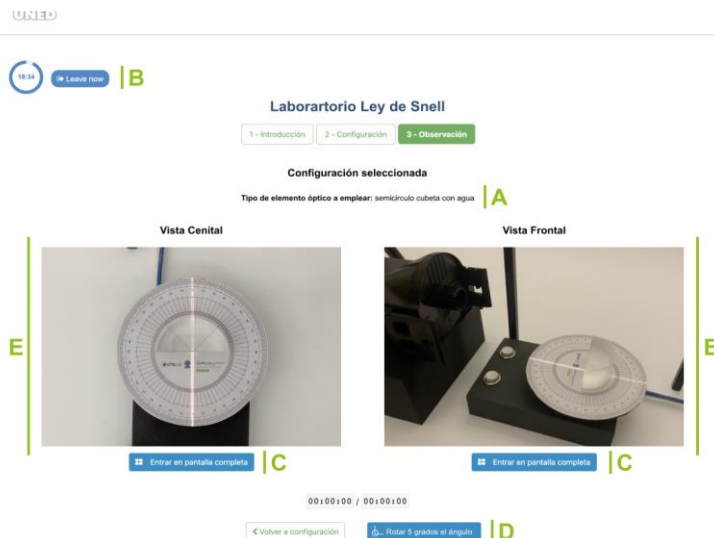 UNED
18:34 Leave now B
Laborartorio Ley de Snell
1 - Introducción 2 - Configuración 3 - Observación
Configuración seleccionada
Tipo de elemento óptico a emplear: semicírculo cubeta con agua A
Vista Cenital Vista Frontal
E E
Entrar en pantalla completa C Entrar en pantalla completa C
00:00:00 / 00:00:00
Volver a configuración Rotar 5 grados el ángulo D